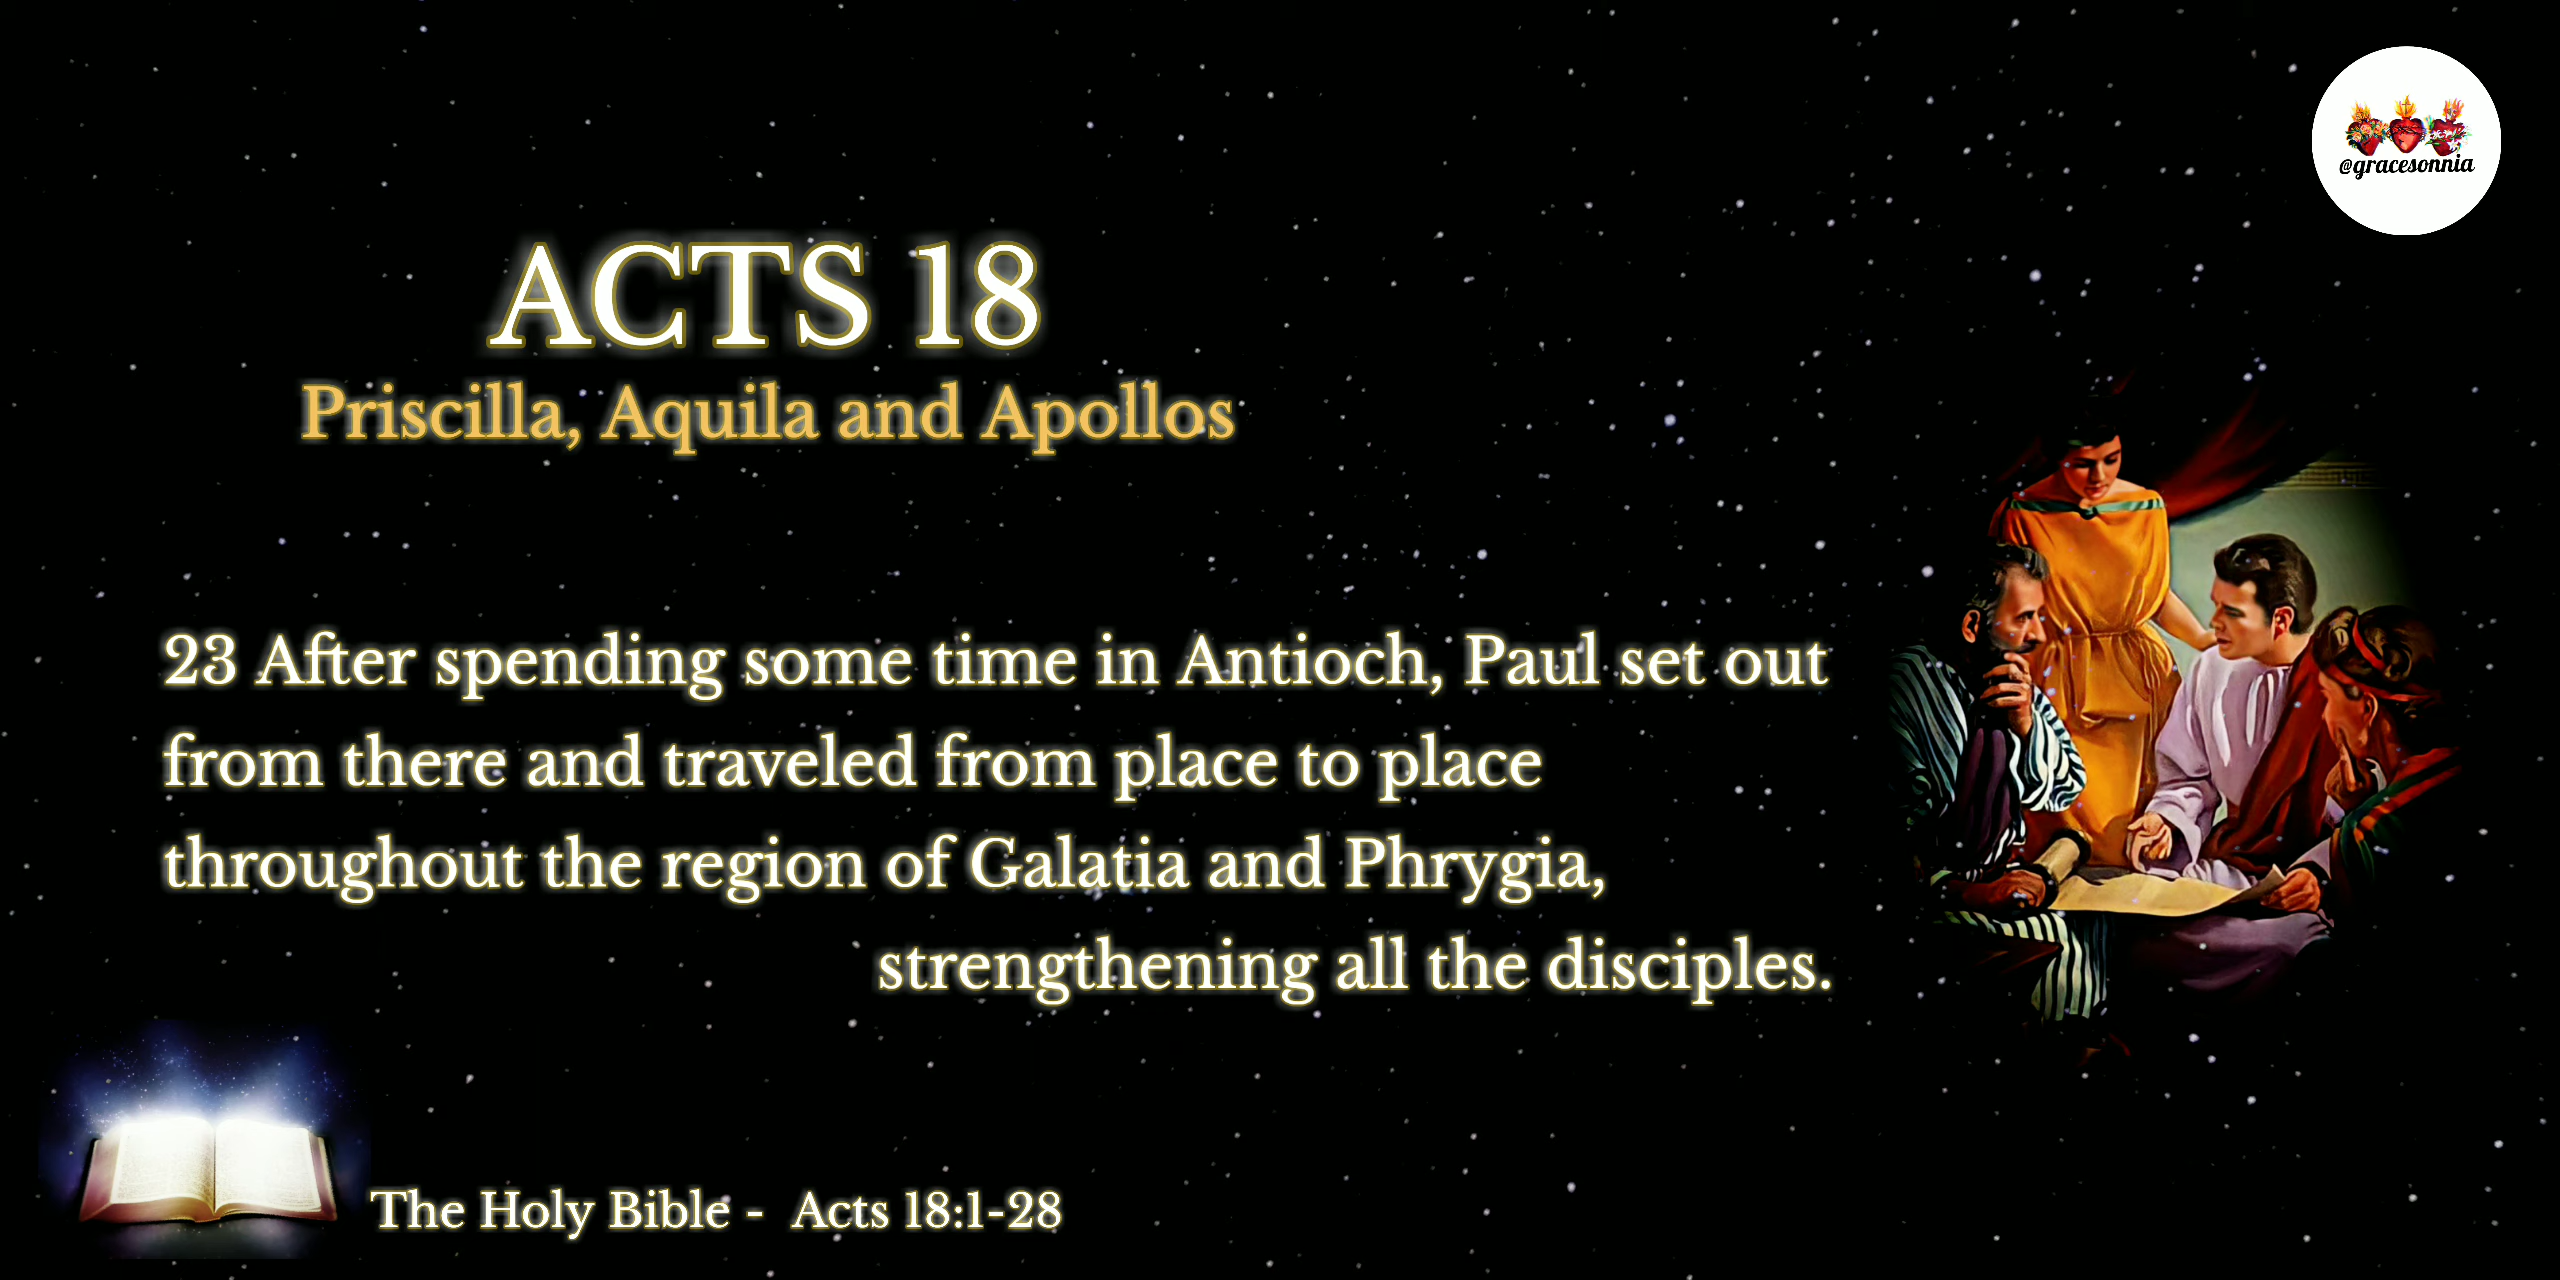 @gracesonnia
ACTS 18
Priscilla, Aquila and Apollos
23 After spending some time in Antioch, Paul set out
from there and traveled from place to place
throughout the region of Galatia and Phrygia,
strengthening all the disciples.
The Holy Bible - Acts 18:1-28